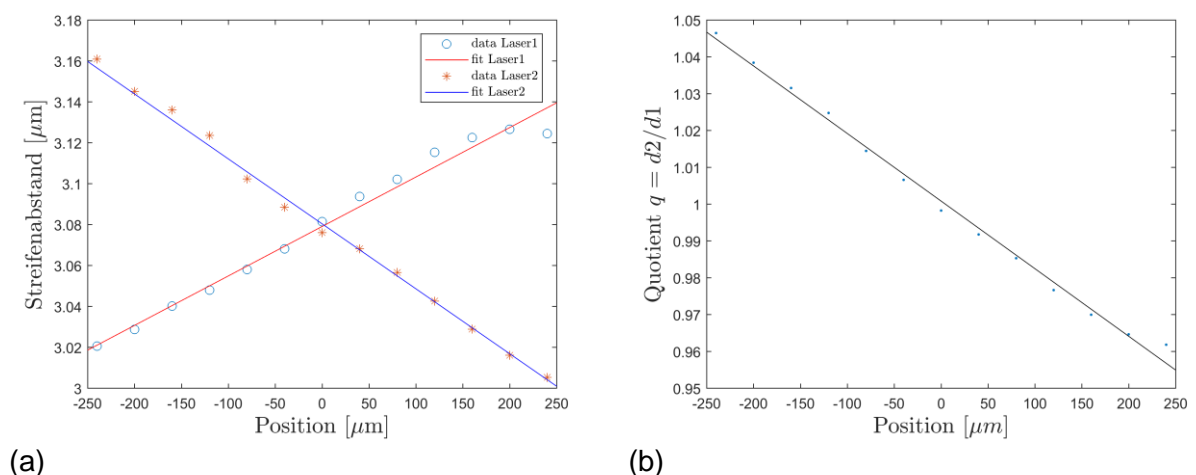 3.18
3.16
3.14
3.12
3.1
3.08
3.06
3.04
3.02
3
Streifenabstand [μm]
data Laser1
fit Laser1
data Laser2
fit Laser2
-250 -200 -150 -100 -50 0 50 100 150 200 250
Position [μm]
(a)
1.05
1.04
1.03
1.02
1.01
1
0.99
0.98
0.97
0.96
0.95
Quotient q = d2/d1
-250 -200 -150 -100 -50 0 50 100 150 200 250
Position [μm]
(b)